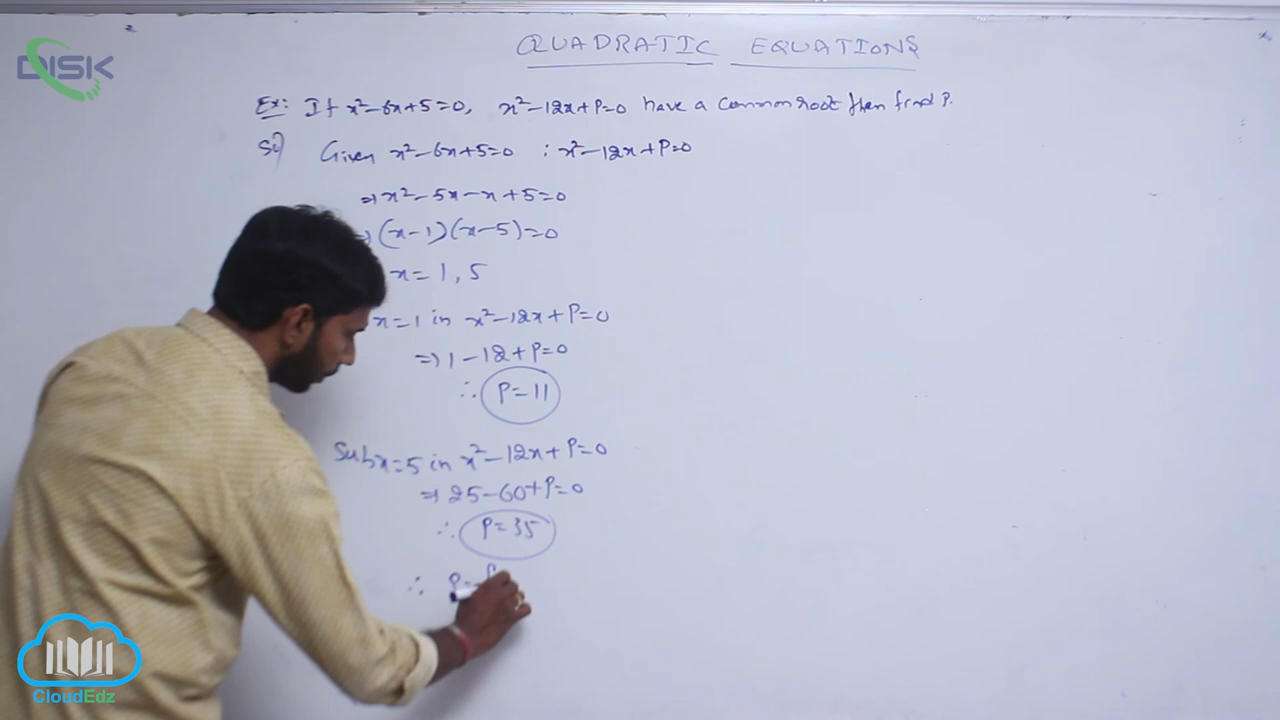 DISK
QUADRATIC EQUATIONS
Ex: If x²-6x+5=0, x²-12x+P=0 have a common root then find P.
Sol) Given x²-6x+5=0 ; x²-12x+P=0
⇒ x²-5x-x+5=0
⇒ (x-1)(x-5)=0
x = 1, 5
x=1 in x²-12x+P=0
⇒ 1-12+P=0
∴ P=11
Sub x=5 in x²-12x+P=0
⇒ 25-60+P=0
∴ P=35
∴ P=
CloudEdz